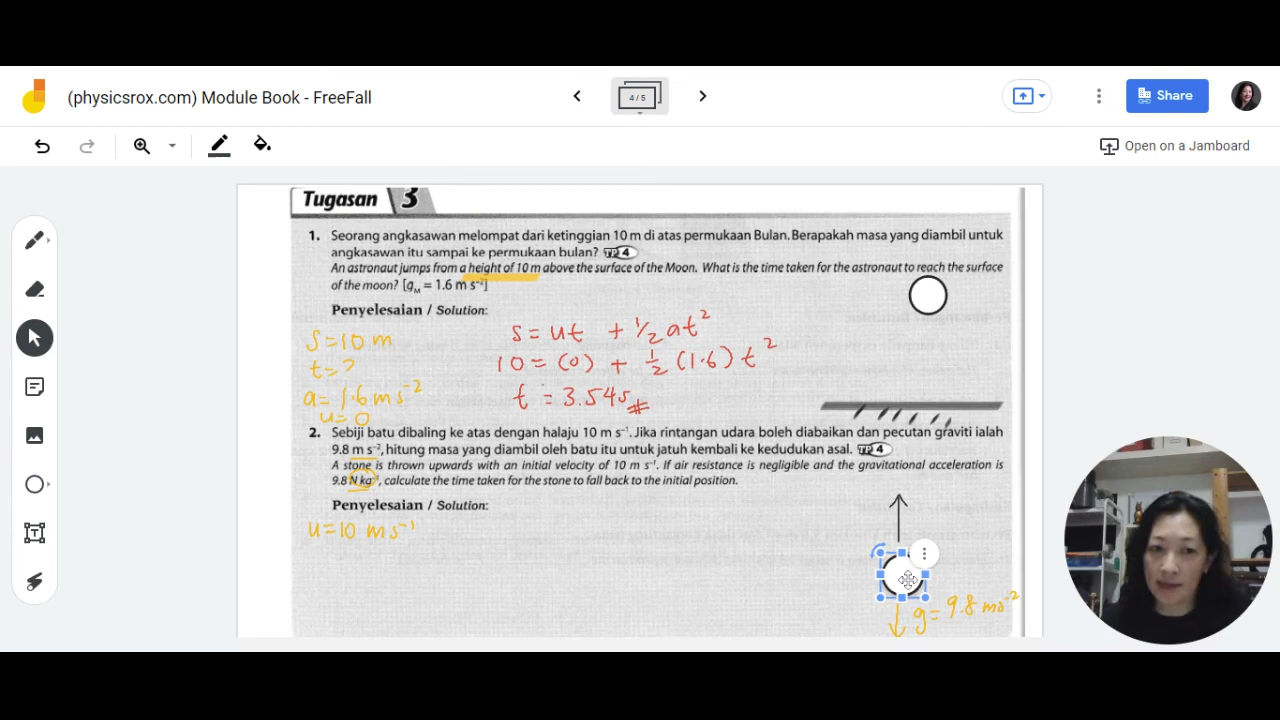 (physicsrox.com) Module Book - FreeFall
4 / 5
Share
Open on a Jamboard
Tugasan 3
1. Seorang angkasawan melompat dari ketinggian 10 m di atas permukaan Bulan. Berapakah masa yang diambil untuk
angkasawan itu sampai ke permukaan bulan? TP 4
An astronaut jumps from a height of 10 m above the surface of the Moon. What is the time taken for the astronaut to reach the surface
of the moon? [gM = 1.6 m s⁻²]
Penyelesaian / Solution:
s = 10 m
t = ?
a = 1.6 m s⁻²
u = 0
s = ut + ½ at²
10 = (0) + ½ (1.6) t²
t = 3.54s
2. Sebiji batu dibaling ke atas dengan halaju 10 m s⁻¹. Jika rintangan udara boleh diabaikan dan pecutan graviti ialah
9.8 m s⁻², hitung masa yang diambil oleh batu itu untuk jatuh kembali ke kedudukan asal. TP 4
A stone is thrown upwards with an initial velocity of 10 m s⁻¹. If air resistance is negligible and the gravitational acceleration is
9.8 N kg⁻¹, calculate the time taken for the stone to fall back to the initial position.
Penyelesaian / Solution:
u = 10 m s⁻¹
g = 9.8 ms⁻²